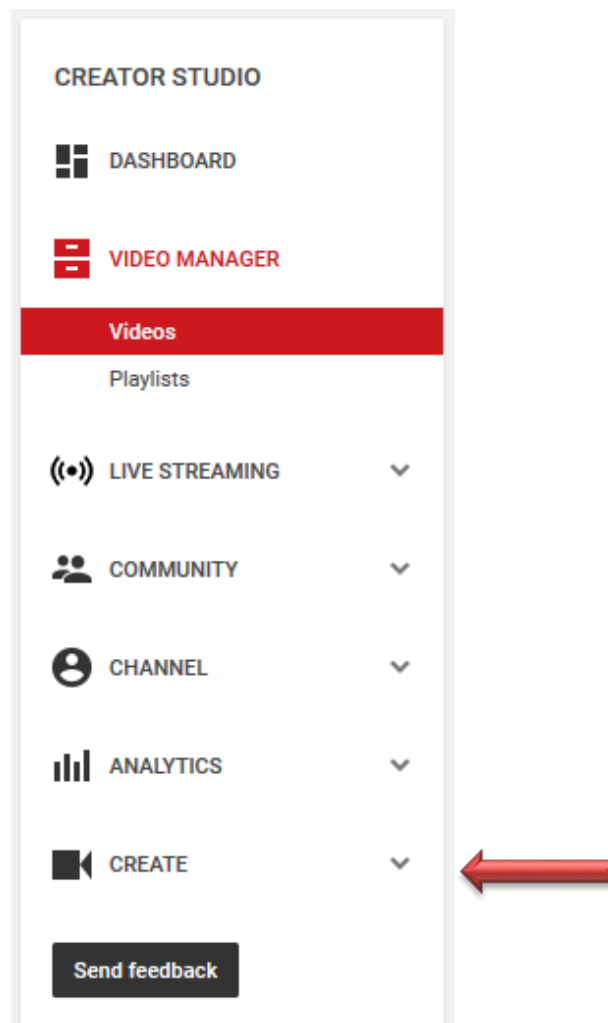 CREATOR STUDIO
DASHBOARD
VIDEO MANAGER
Videos
Playlists
LIVE STREAMING
COMMUNITY
CHANNEL
ANALYTICS
CREATE
Send feedback